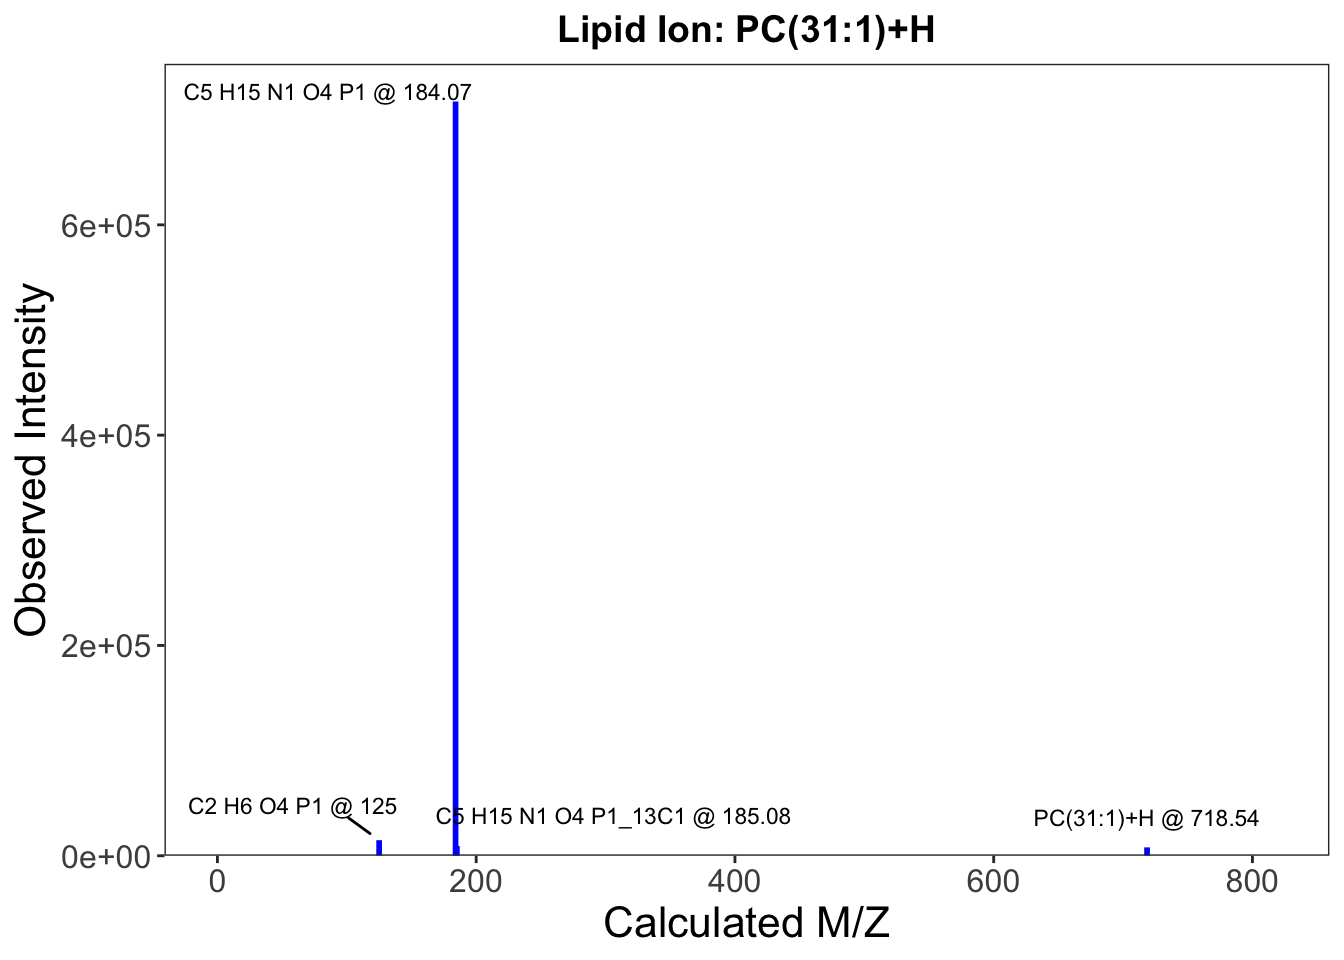 Lipid Ion: PC(31:1)+H
C5 H15 N1 O4 P1 @ 184.07
6e+05
4e+05
2e+05
0e+00
Observed Intensity
C2 H6 O4 P1 @ 125
C5 H15 N1 O4 P1_13C1 @ 185.08
PC(31:1)+H @ 718.54
0 200 400 600 800
Calculated M/Z